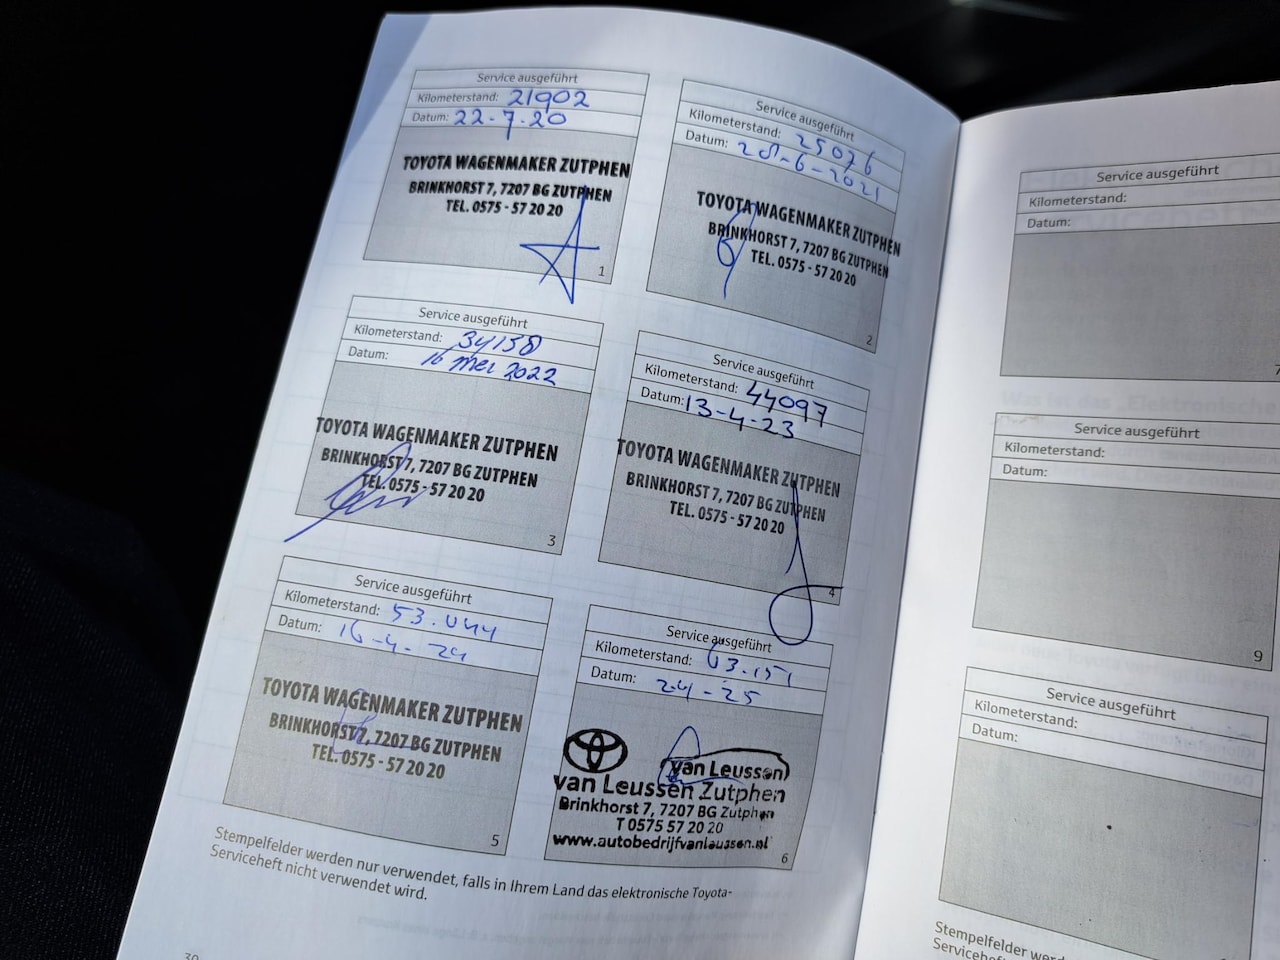 Service ausgeführt
Kilometerstand: 21902
Datum: 22-7-20
TOYOTA WAGENMAKER ZUTPHEN
BRINKHORST 7, 7207 BG ZUTPHEN
TEL. 0575 - 57 20 20
1
Service ausgeführt
Kilometerstand: 25026
Datum: 28-6-2021
TOYOTA WAGENMAKER ZUTPHEN
BRINKHORST 7, 7207 BG ZUTPHEN
TEL. 0575 - 57 20 20
2
Service ausgeführt
Kilometerstand: 34158
Datum: 16 mei 2022
TOYOTA WAGENMAKER ZUTPHEN
BRINKHORST 7, 7207 BG ZUTPHEN
TEL. 0575 - 57 20 20
3
Service ausgeführt
Kilometerstand: 44097
Datum: 13-4-23
TOYOTA WAGENMAKER ZUTPHEN
BRINKHORST 7, 7207 BG ZUTPHEN
TEL. 0575 - 57 20 20
4
Service ausgeführt
Kilometerstand: 53.044
Datum: 16-4-24
TOYOTA WAGENMAKER ZUTPHEN
BRINKHORST 7, 7207 BG ZUTPHEN
TEL. 0575 - 57 20 20
5
Service ausgeführt
Kilometerstand: 63.151
Datum: 24-25
van Leussen
van Leussen Zutphen
Brinkhorst 7, 7207 BG Zutphen
T 0575 57 20 20
www.autobedrijfvanleussen.nl
6
Stempelfelder werden nur verwendet, falls in Ihrem Land das elektronische Toyota-
Serviceheft nicht verwendet wird.
Service ausgeführt
Kilometerstand:
Datum:
7
Service ausgeführt
Kilometerstand:
Datum:
9
Service ausgeführt
Kilometerstand:
Datum:
Stempelfelder werden
Serviceheft